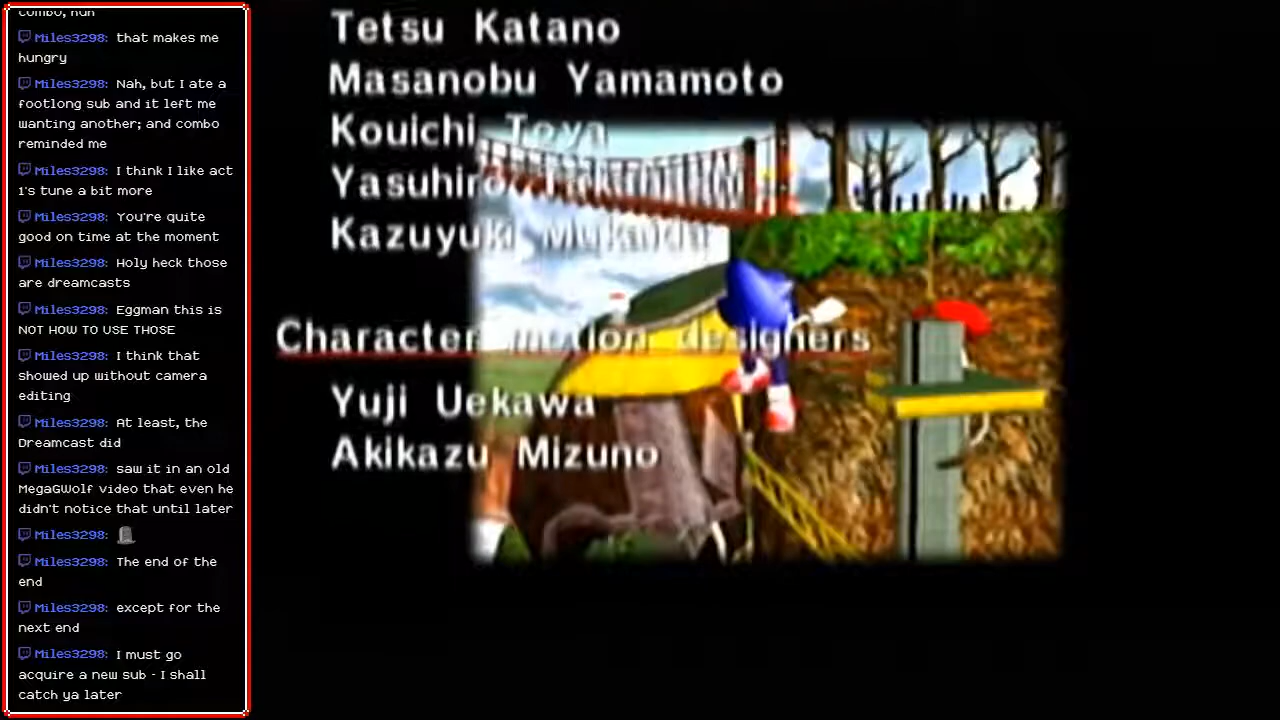 combo, huh
Miles3298: that makes me
hungry
Miles3298: Nah, but I ate a
footlong sub and it left me
wanting another; and combo
reminded me
Miles3298: I think I like act
1's tune a bit more
Miles3298: You're quite
good on time at the moment
Miles3298: Holy heck those
are dreamcasts
Miles3298: Eggman this is
NOT HOW TO USE THOSE
Miles3298: I think that
showed up without camera
editing
Miles3298: At least, the
Dreamcast did
Miles3298: saw it in an old
MegaGWolf video that even he
didn't notice that until later
Miles3298:
Miles3298: The end of the
end
Miles3298: except for the
next end
Miles3298: I must go
acquire a new sub - I shall
catch ya later
Tetsu Katano
Masanobu Yamamoto
Kouichi Toya
Yasuhiro
Kazuyuki Mukaida
Character motion designers
Yuji Uekawa
Akikazu Mizuno